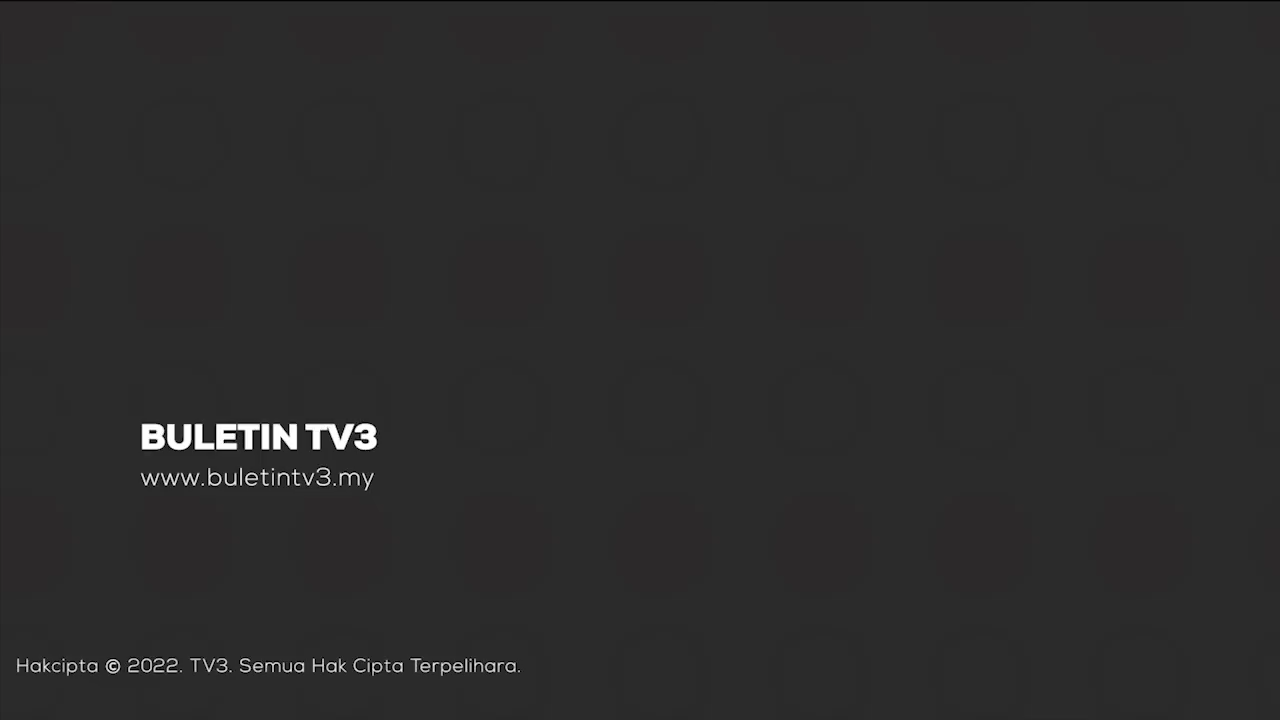 BULETIN TV3
www.buletintv3.my
Hakcipta © 2022. TV3. Semua Hak Cipta Terpelihara.